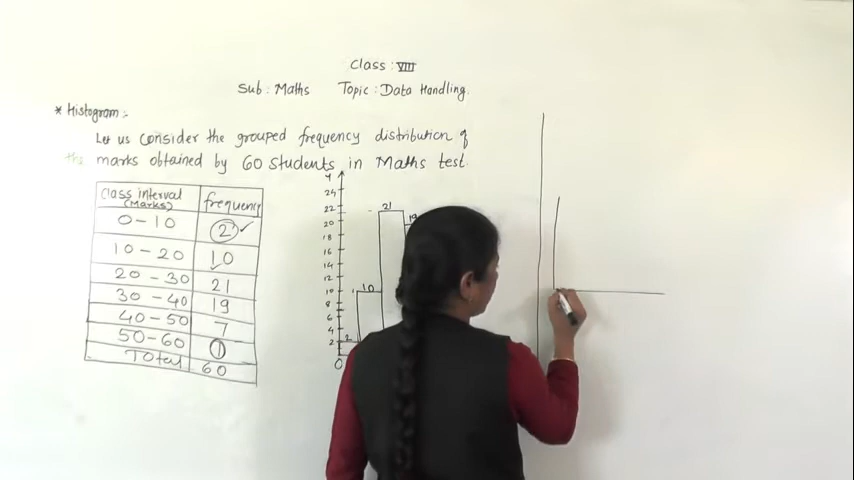 Class : VIII
Sub : Maths Topic : Data Handling.
* Histogram :-
Let us consider the grouped frequency distribution of
the marks obtained by 60 students in Maths test.
Class interval (Marks) frequency
0 - 10 2 ✓
10 - 20 10
20 - 30 21
30 - 40 19
40 - 50 7
50 - 60 1
Total 60
Y
24
22
20
18
16
14
12
10
8
6
4
2
0
2
10
21
19